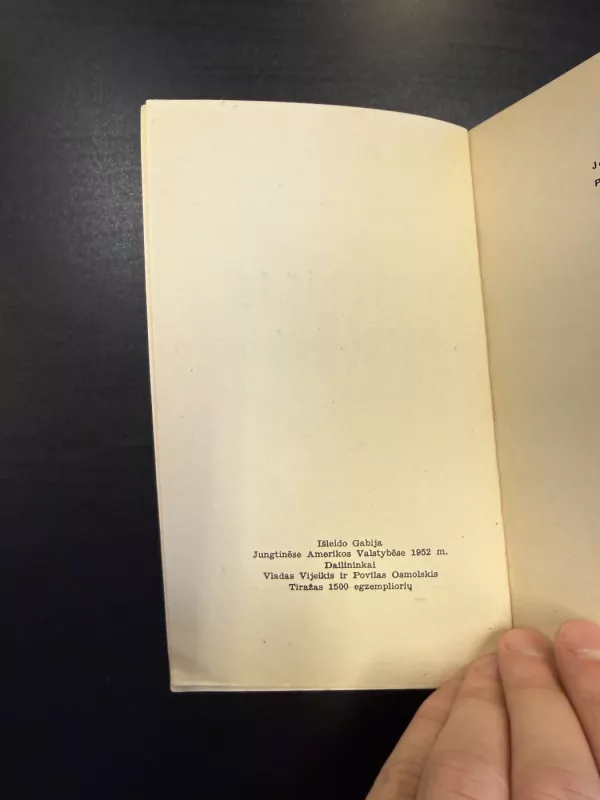 Išleido Gabija
Jungtinėse Amerikos Valstybėse 1952 m.
Dailininkai
Vladas Vijeikis ir Povilas Osmolskis
Tiražas 1500 egzempliorių